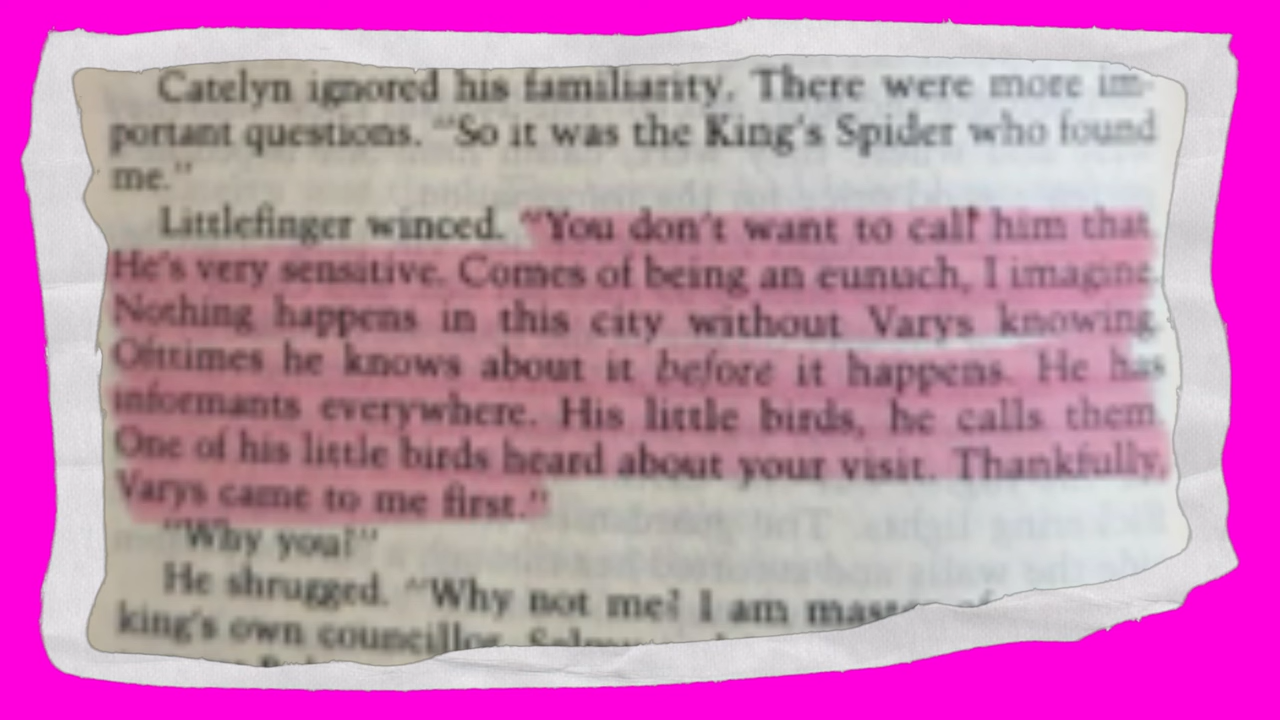 Catelyn ignored his familiarity. There were more im-
portant questions. "So it was the King's Spider who found
me."
Littlefinger winced. "You don't want to call him that.
He's very sensitive. Comes of being an eunuch, I imagine.
Nothing happens in this city without Varys knowing.
Ofttimes he knows about it before it happens. He has
informants everywhere. His little birds, he calls them.
One of his little birds heard about your visit. Thankfully,
Varys came to me first."
"Why you?"
He shrugged. "Why not me? I am
king's own councillor.